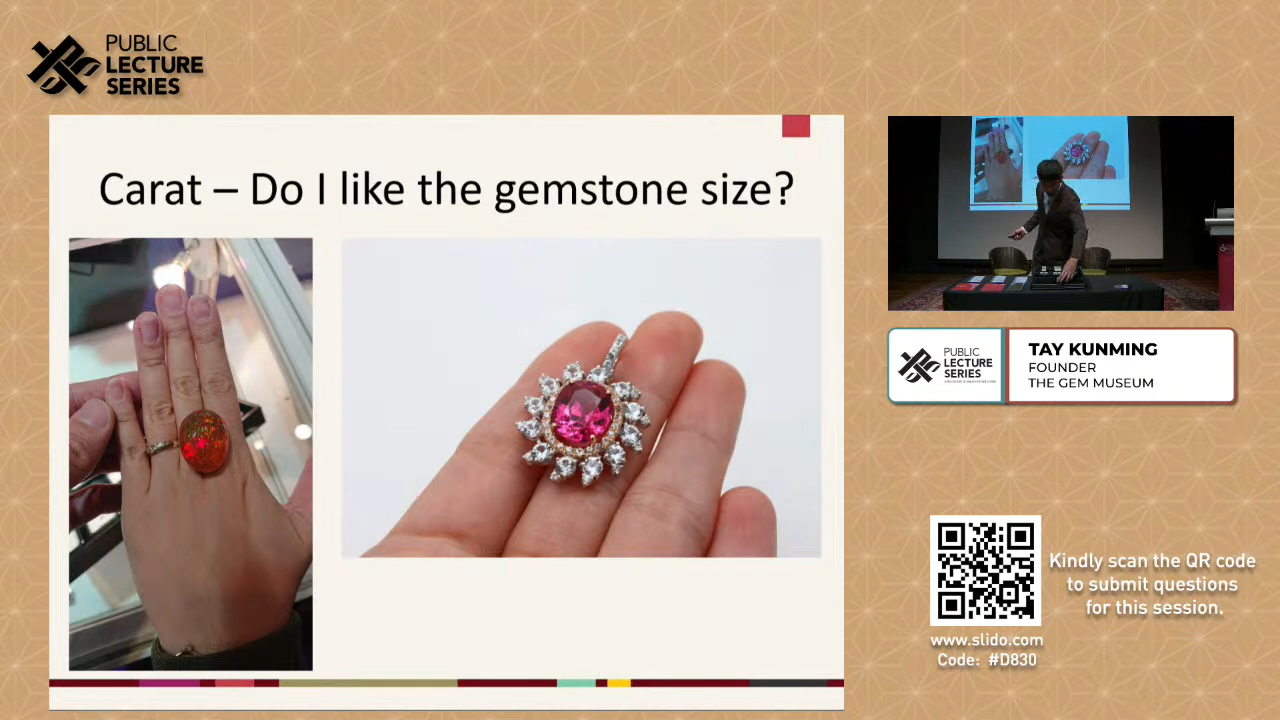 PUBLIC
LECTURE
SERIES
Carat – Do I like the gemstone size?
PUBLIC
LECTURE
SERIES
TAY KUNMING
FOUNDER
THE GEM MUSEUM
Kindly scan the QR code
to submit questions
for this session.
www.slido.com
Code: #D830